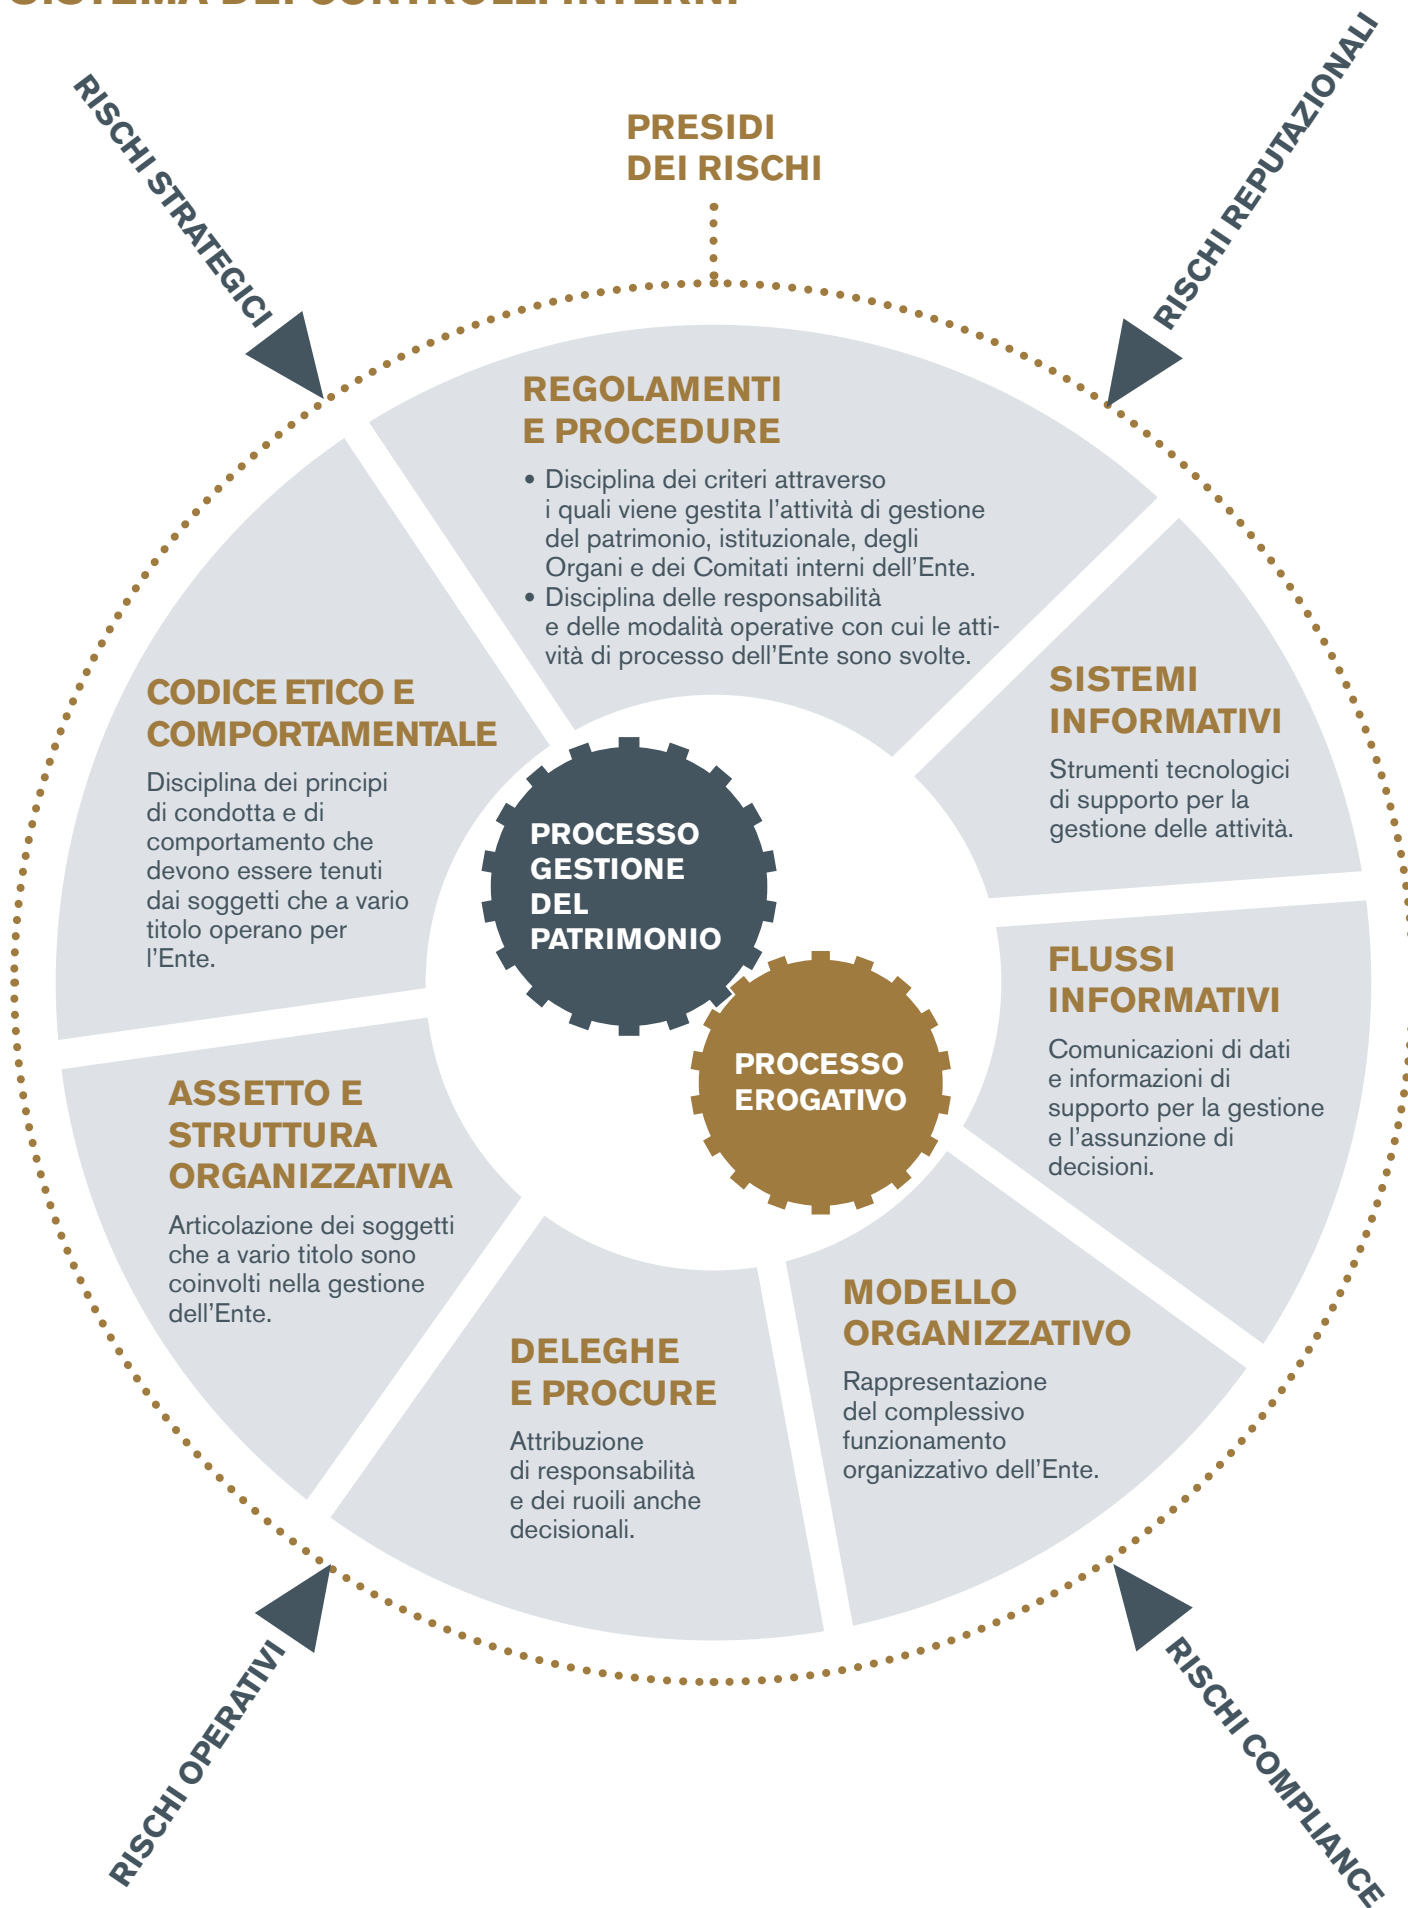 SISTEMA DEI CONTROLLI INTERNI
RISCHI STRATEGICI
RISCHI REPUTAZIONALI
PRESIDI
DEI RISCHI
REGOLAMENTI
E PROCEDURE
• Disciplina dei criteri attraverso
i quali viene gestita l’attività di gestione
del patrimonio, istituzionale, degli
Organi e dei Comitati interni dell’Ente.
• Disciplina delle responsabilità
e delle modalità operative con cui le atti-
vità di processo dell’Ente sono svolte.
SISTEMI
INFORMATIVI
Strumenti tecnologici
di supporto per la
gestione delle attività.
CODICE ETICO E
COMPORTAMENTALE
Disciplina dei principi
di condotta e di
comportamento che
devono essere tenuti
dai soggetti che a vario
titolo operano per
l’Ente.
PROCESSO
GESTIONE
DEL
PATRIMONIO
FLUSSI
INFORMATIVI
Comunicazioni di dati
e informazioni di
supporto per la gestione
e l’assunzione di
decisioni.
PROCESSO
EROGATIVO
ASSETTO E
STRUTTURA
ORGANIZZATIVA
Articolazione dei soggetti
che a vario titolo sono
coinvolti nella gestione
dell’Ente.
MODELLO
ORGANIZZATIVO
Rappresentazione
del complessivo
funzionamento
organizzativo dell’Ente.
DELEGHE
E PROCURE
Attribuzione
di responsabilità
e dei ruoili anche
decisionali.
RISCHI OPERATIVI
RISCHI COMPLIANCE